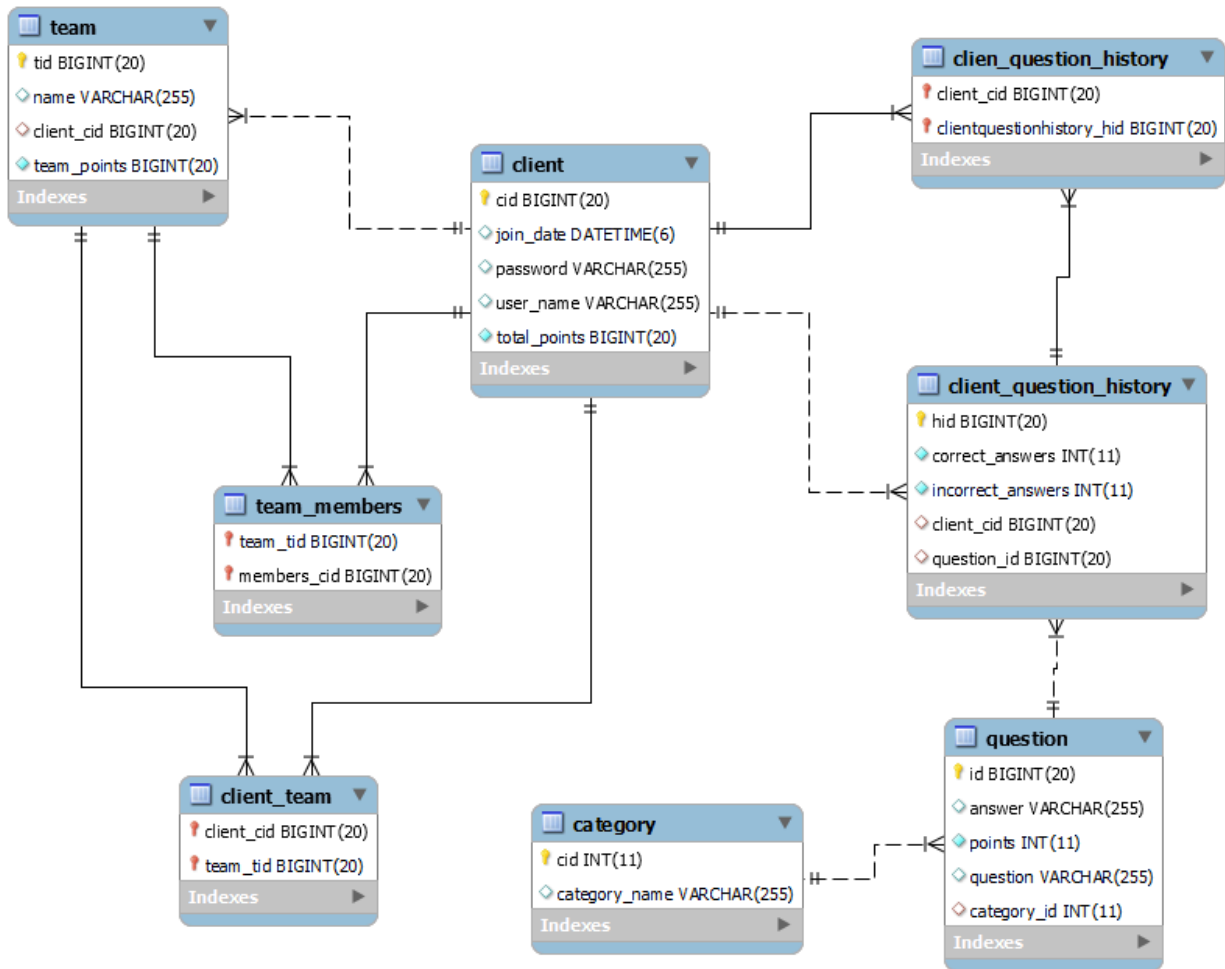 team
tid BIGINT(20)
name VARCHAR(255)
client_cid BIGINT(20)
team_points BIGINT(20)
Indexes
clien_question_history
client_cid BIGINT(20)
clientquestionhistory_hid BIGINT(20)
Indexes
client
cid BIGINT(20)
join_date DATETIME(6)
password VARCHAR(255)
user_name VARCHAR(255)
total_points BIGINT(20)
Indexes
client_question_history
hid BIGINT(20)
correct_answers INT(11)
incorrect_answers INT(11)
client_cid BIGINT(20)
question_id BIGINT(20)
Indexes
team_members
team_tid BIGINT(20)
members_cid BIGINT(20)
Indexes
client_team
client_cid BIGINT(20)
team_tid BIGINT(20)
Indexes
category
cid INT(11)
category_name VARCHAR(255)
Indexes
question
id BIGINT(20)
answer VARCHAR(255)
points INT(11)
question VARCHAR(255)
category_id INT(11)
Indexes